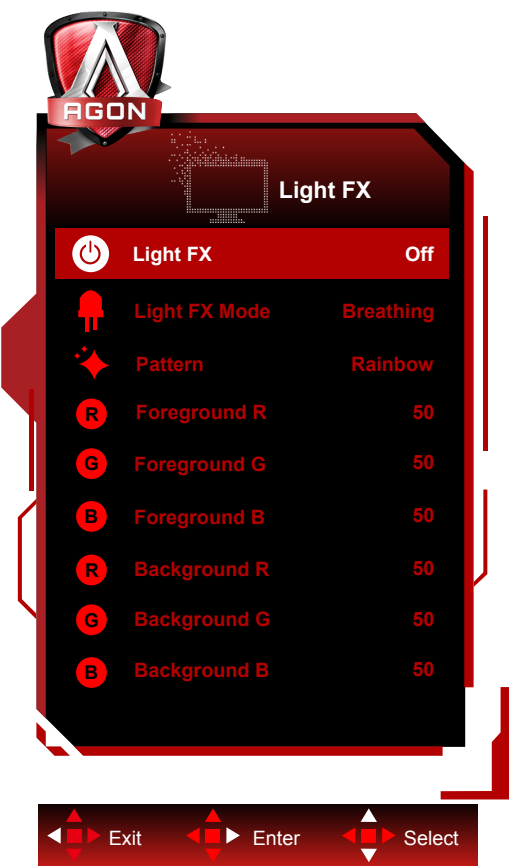 AGON
Light FX
Light FX Off
Light FX Mode Breathing
Pattern Rainbow
R Foreground R 50
G Foreground G 50
B Foreground B 50
R Background R 50
G Background G 50
B Background B 50
Exit Enter Select